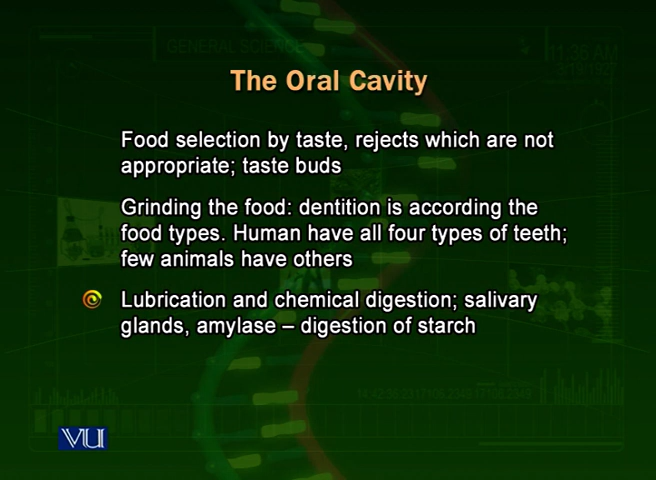 GENERAL SCIENCE
The Oral Cavity
Food selection by taste, rejects which are not
appropriate; taste buds
Grinding the food: dentition is according the
food types. Human have all four types of teeth;
few animals have others
Lubrication and chemical digestion; salivary
glands, amylase – digestion of starch
VU